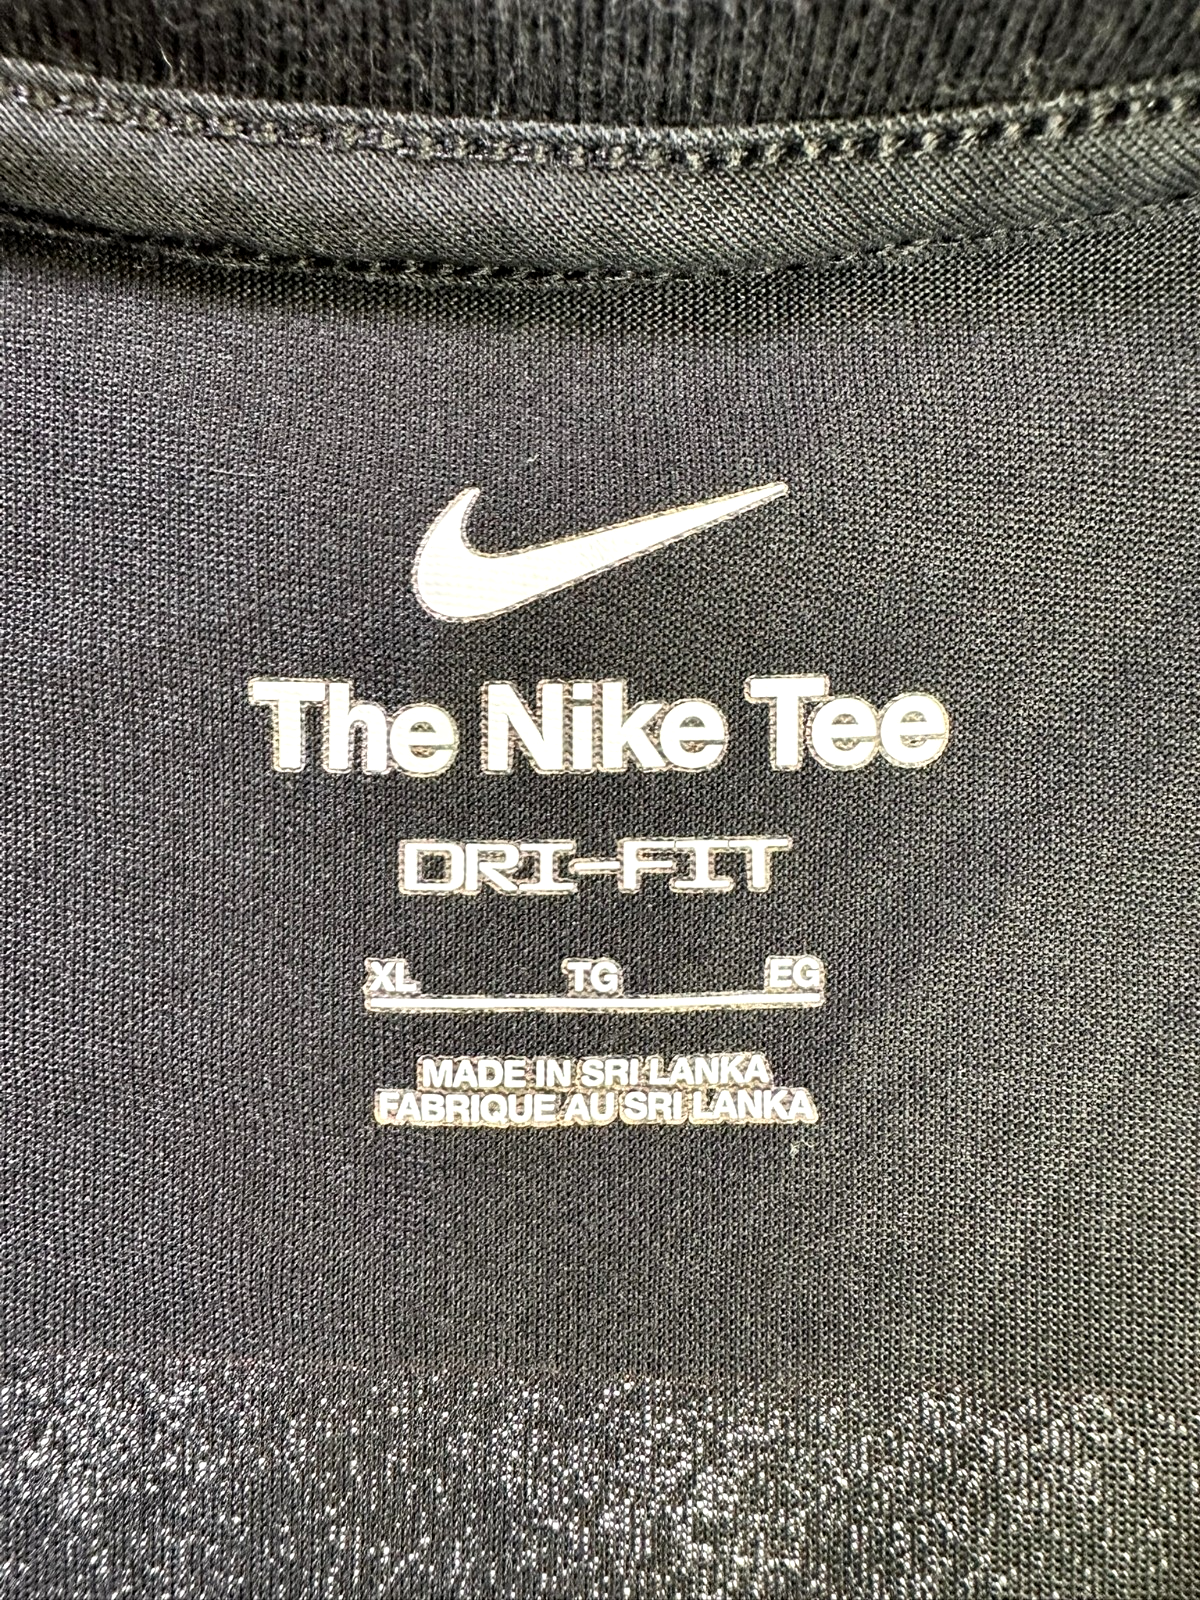 The Nike Tee
DRI-FIT
XL TG EG
MADE IN SRI LANKA
FABRIQUE AU SRI LANKA